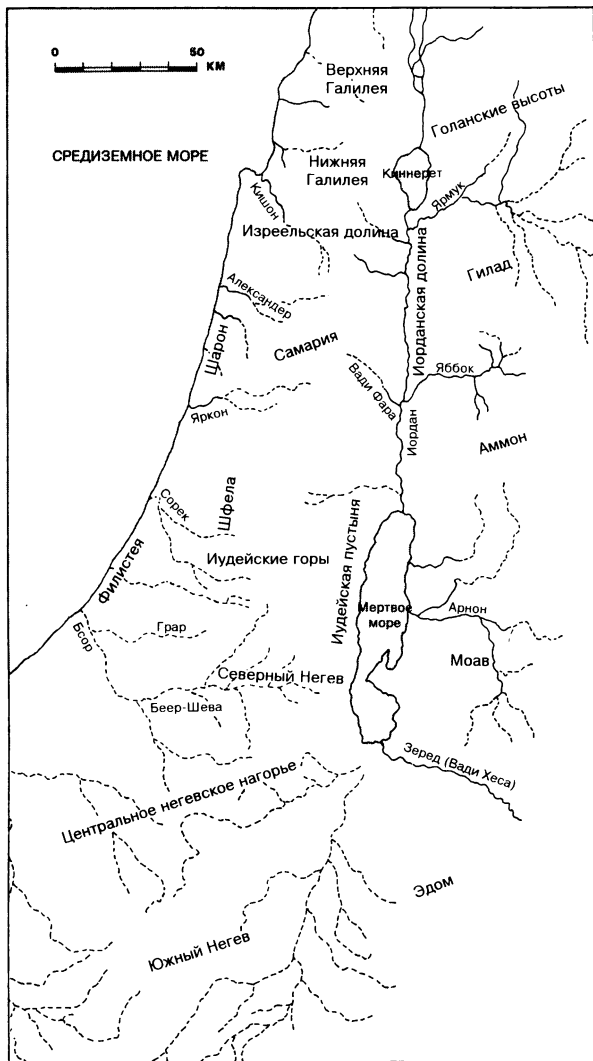 0 50
КМ
Верхняя
Галилея
Голанские высоты
СРЕДИЗЕМНОЕ МОРЕ
Нижняя
Галилея
Киннерет
Ярмук
Кишон
Изреельская долина
Гилад
Иорданская долина
Александер
Шарон
Самария
Вади Фара
Яббок
Яркон
Иордан
Аммон
Сорек
Шфела
Иудейские горы
Иудейская пустыня
Филистея
Мертвое
море
Арнон
Бсор
Грар
Моав
Северный Негев
Беер-Шева
Зеред (Вади Хеса)
Центральное негевское нагорье
Эдом
Южный Негев